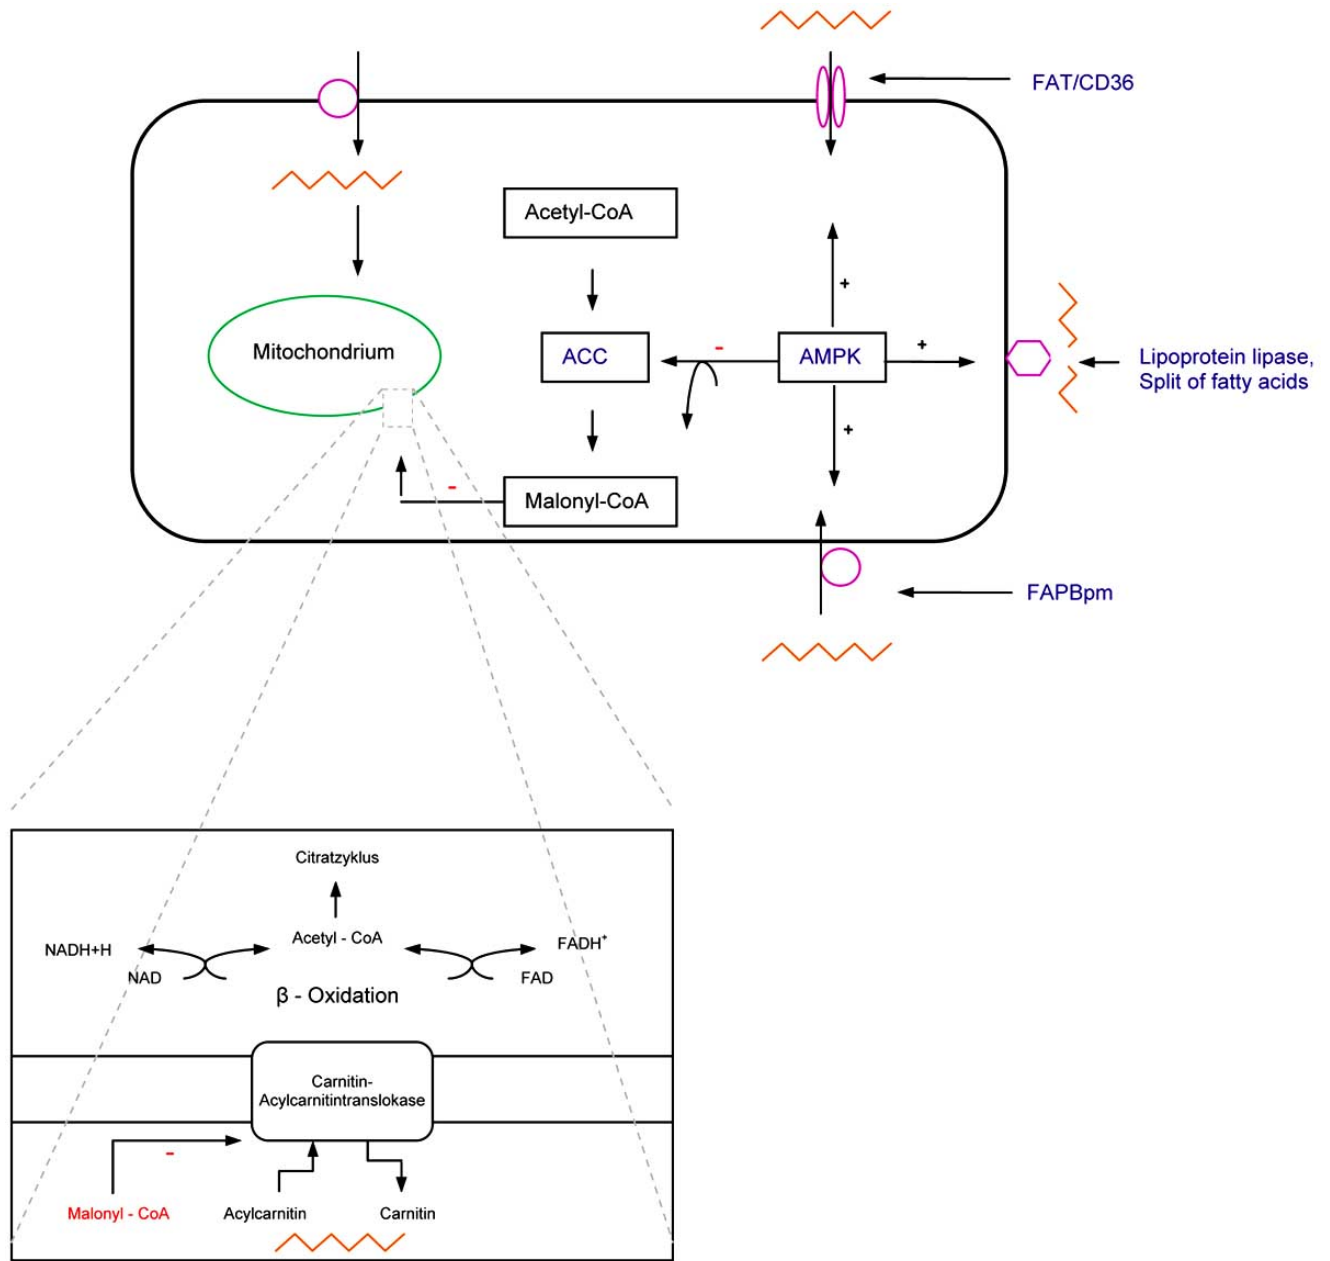 FAT/CD36
Acetyl-CoA
+
Mitochondrium
ACC
-
AMPK
+
Lipoprotein lipase,
Split of fatty acids
+
-
Malonyl-CoA
FAPBpm
Citratzyklus
NADH+H
Acetyl - CoA
FADH+
NAD
FAD
β - Oxidation
Carnitin-
Acylcarnitintranslokase
-
Malonyl - CoA
Acylcarnitin
Carnitin